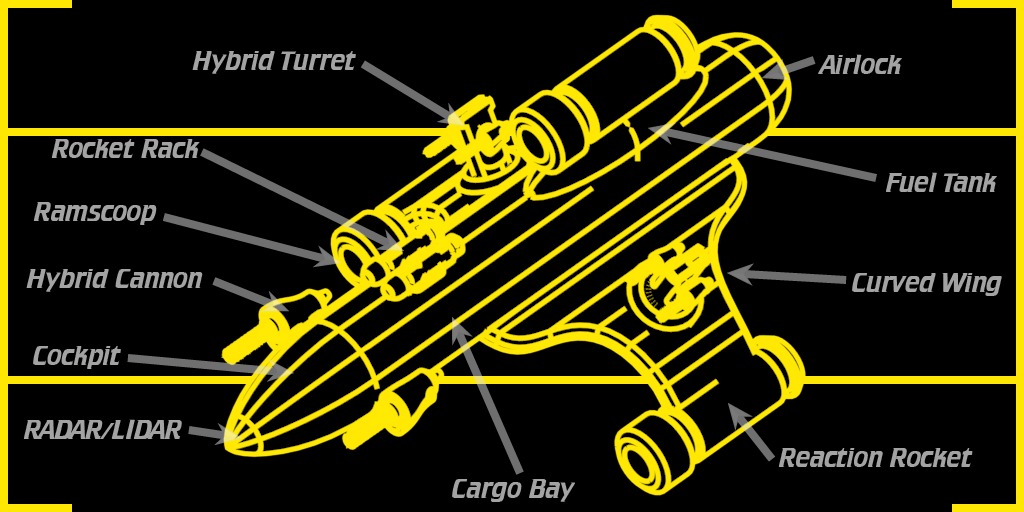 Hybrid Turret
Airlock
Rocket Rack
Fuel Tank
Ramscoop
Hybrid Cannon
Curved Wing
Cockpit
RADAR/LIDAR
Reaction Rocket
Cargo Bay